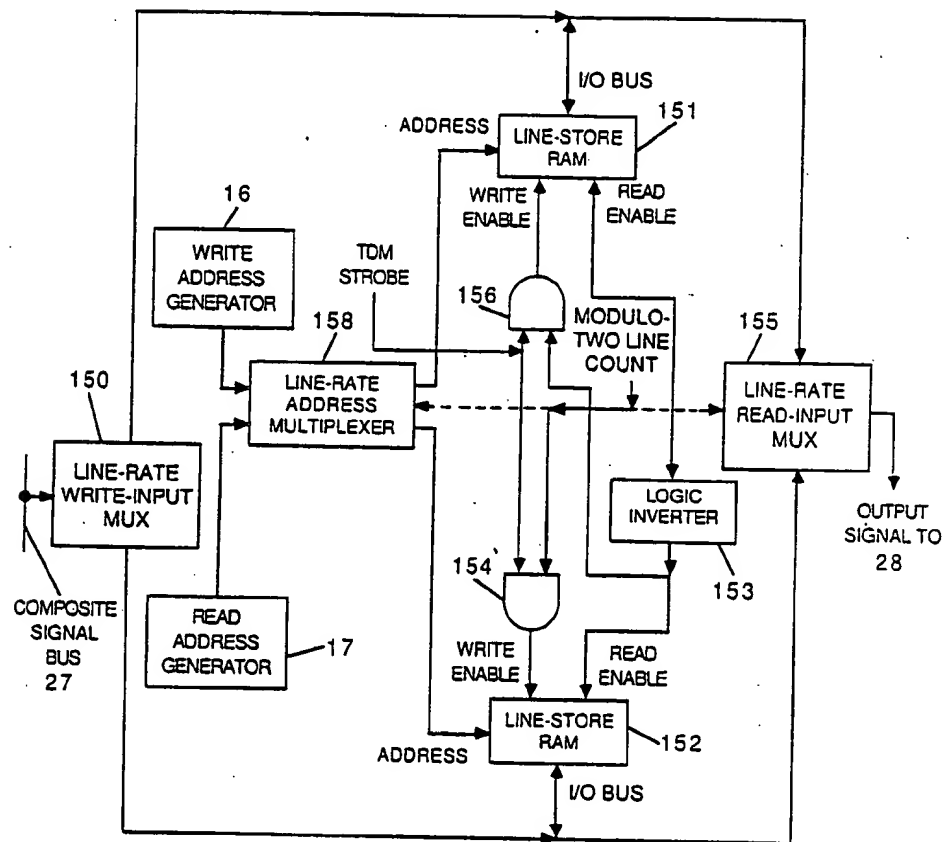 I/O BUS
151
ADDRESS
LINE-STORE
RAM
16
WRITE
ENABLE
READ
ENABLE
WRITE
ADDRESS
GENERATOR
TDM
STROBE
156
MODULO-
TWO LINE
COUNT
158
155
150
LINE-RATE
ADDRESS
MULTIPLEXER
LINE-RATE
READ-INPUT
MUX
LINE-RATE
WRITE-INPUT
MUX
LOGIC
INVERTER
OUTPUT
SIGNAL TO
28
154
153
COMPOSITE
SIGNAL
BUS
27
READ
ADDRESS
GENERATOR
17
WRITE
ENABLE
READ
ENABLE
LINE-STORE
RAM
152
ADDRESS
I/O BUS